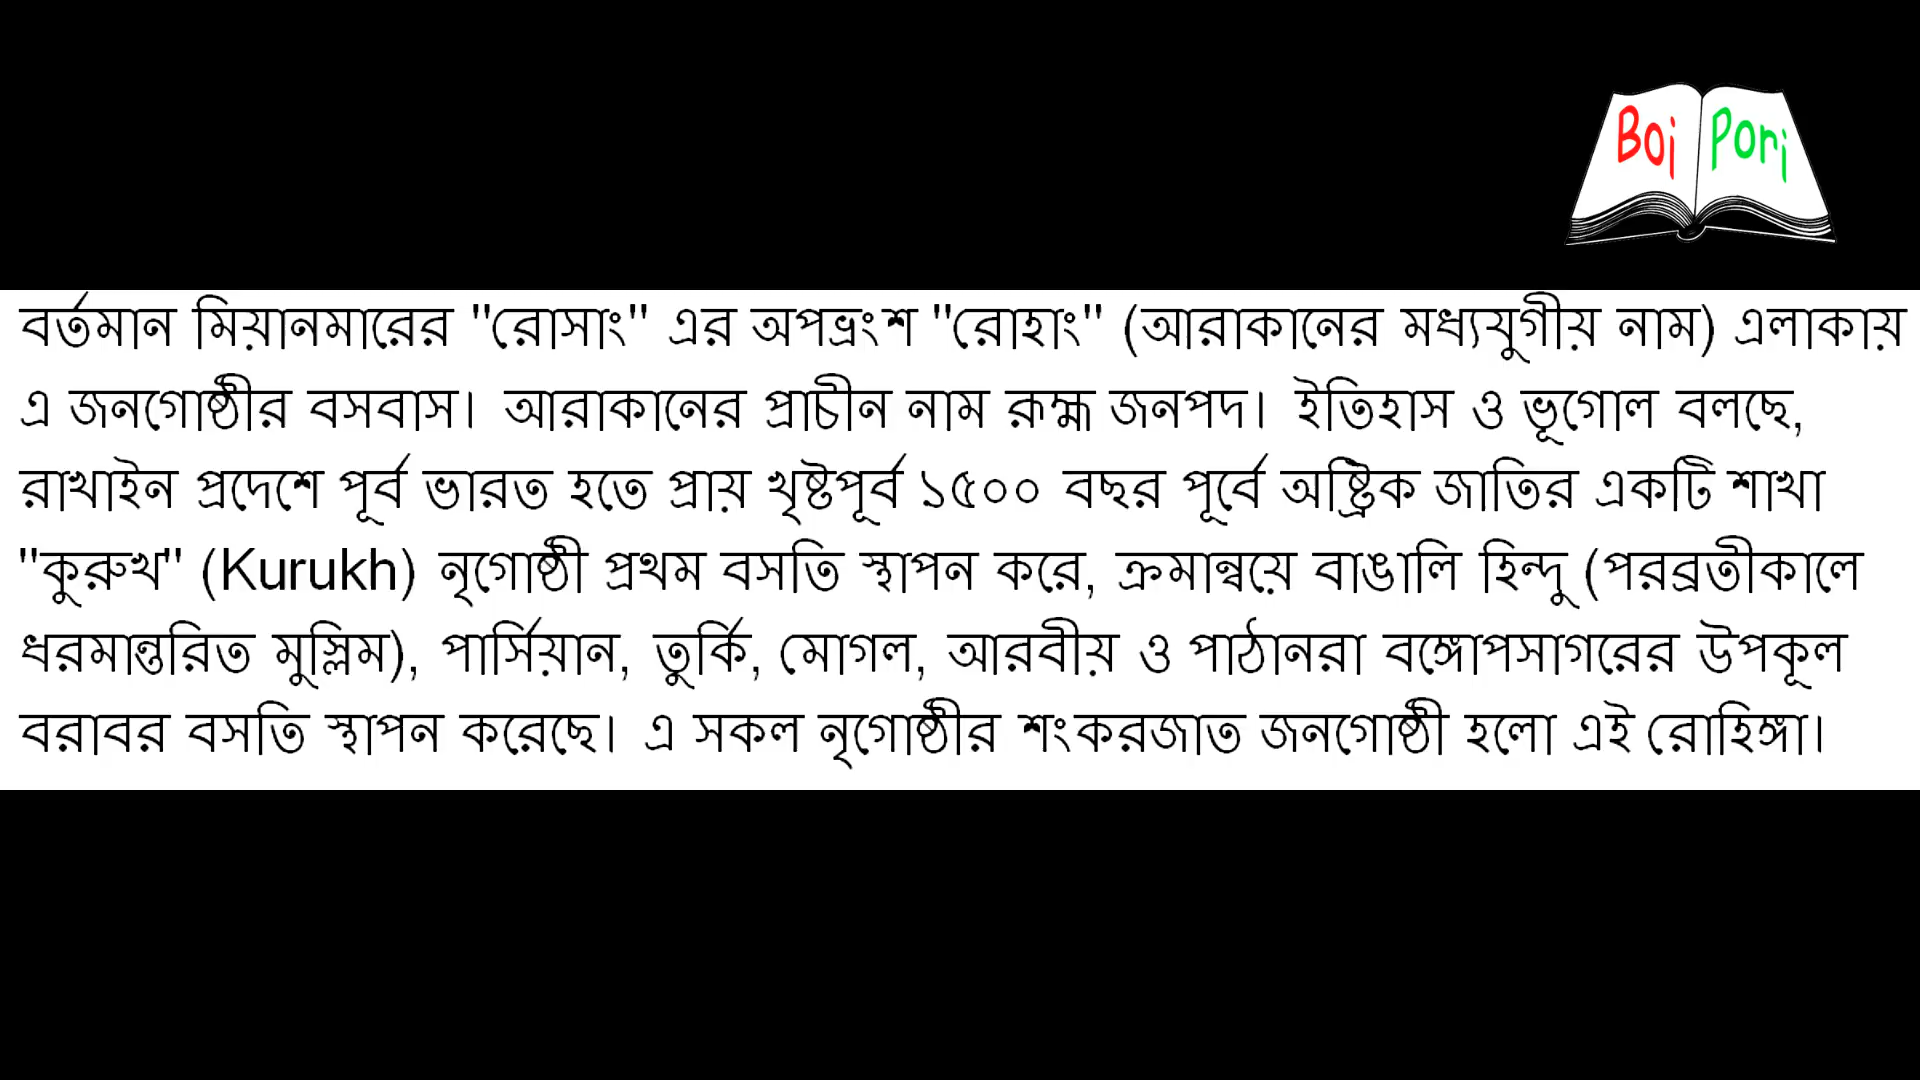 Boi Pori
বর্তমান মিয়ানমারের "রোসাং" এর অপভ্রংশ "রোহাং" (আরাকানের মধ্যযুগীয় নাম) এলাকায়
এ জনগোষ্ঠীর বসবাস। আরাকানের প্রাচীন নাম রূহ্ম জনপদ। ইতিহাস ও ভূগোল বলছে,
রাখাইন প্রদেশে পূর্ব ভারত হতে প্রায় খৃষ্টপূর্ব ১৫০০ বছর পূর্বে অষ্ট্রিক জাতির একটি শাখা
"কুরুখ" (Kurukh) নৃগোষ্ঠী প্রথম বসতি স্থাপন করে, ক্রমান্বয়ে বাঙালি হিন্দু (পরব্রতীকালে
ধরমান্তরিত মুস্লিম), পার্সিয়ান, তুর্কি, মোগল, আরবীয় ও পাঠানরা বঙ্গোপসাগরের উপকূল
বরাবর বসতি স্থাপন করেছে। এ সকল নৃগোষ্ঠীর শংকরজাত জনগোষ্ঠী হলো এই রোহিঙ্গা।